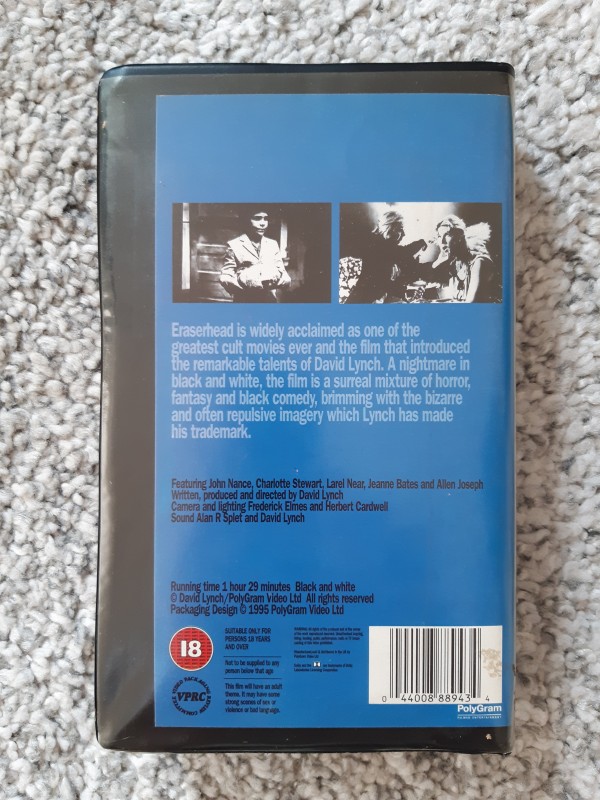 Eraserhead is widely acclaimed as one of the
greatest cult movies ever and the film that introduced
the remarkable talents of David Lynch. A nightmare in
black and white, the film is a surreal mixture of horror,
fantasy and black comedy, brimming with the bizarre
and often repulsive imagery which Lynch has made
his trademark.
Featuring John Nance, Charlotte Stewart, Larel Near, Jeanne Bates and Allen Joseph
Written, produced and directed by David Lynch
Camera and lighting Frederick Elmes and Herbert Cardwell
Sound Alan R Splet and David Lynch
Running time 1 hour 29 minutes Black and white
© David Lynch/PolyGram Video Ltd All rights reserved
Packaging Design © 1995 PolyGram Video Ltd
18
SUITABLE ONLY FOR
PERSONS 18 YEARS
AND OVER
Not to be supplied to any
person below that age
VPRC
This film will have an adult
theme. It may have some
strong scenes of sex or
violence or bad language.
0 44008 88943 4
PolyGram
FILMED ENTERTAINMENT